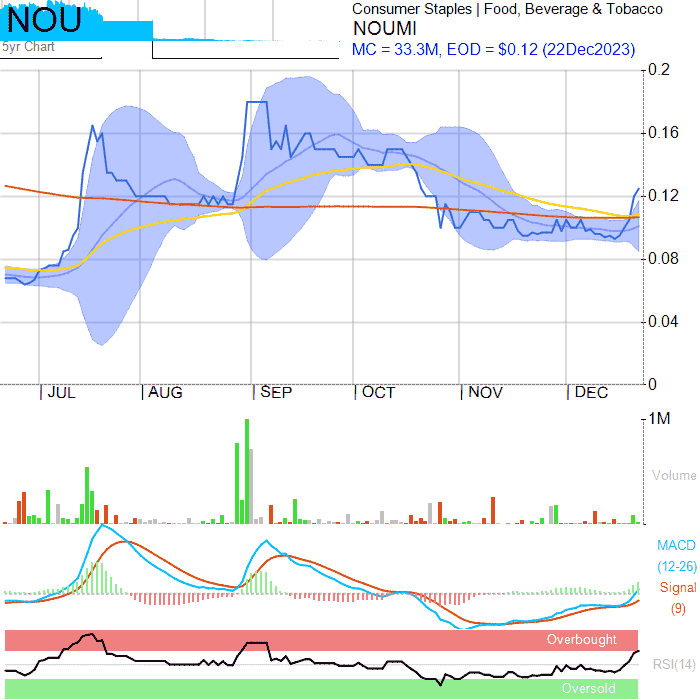 NOU
5yr Chart
Consumer Staples | Food, Beverage & Tobacco
NOUMI
MC = 33.3M, EOD = $0.12 (22Dec2023)
0.2
0.16
0.12
0.08
0.04
0
JUL AUG SEP OCT NOV DEC
1M
Volume
MACD
(12-26)
Signal
(9)
Overbought
RSI(14)
Oversold